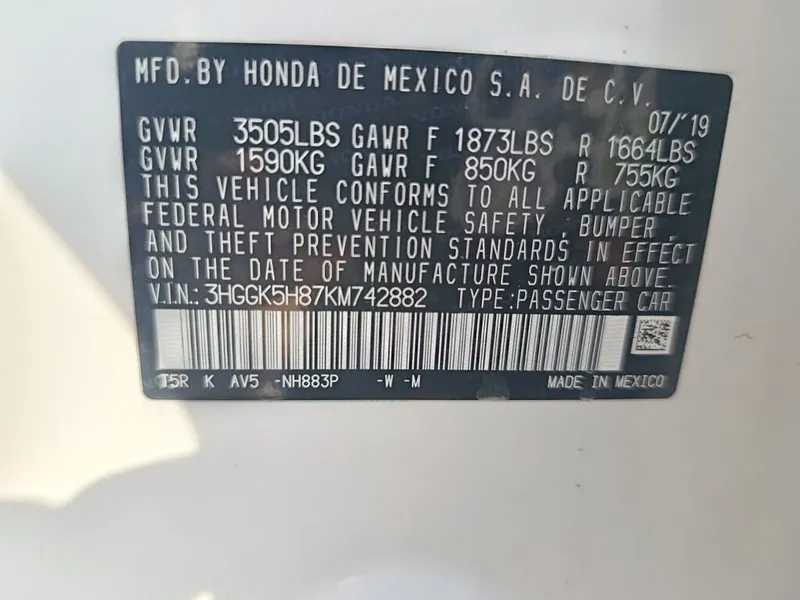 MFD. BY HONDA DE MEXICO S.A. DE C.V.
07/'19
GVWR 3505LBS GAWR F 1873LBS R 1664LBS
GVWR 1590KG GAWR F 850KG R 755KG
THIS VEHICLE CONFORMS TO ALL APPLICABLE
FEDERAL MOTOR VEHICLE SAFETY, BUMPER,
AND THEFT PREVENTION STANDARDS IN EFFECT
ON THE DATE OF MANUFACTURE SHOWN ABOVE.
V.I.N.: 3HGGK5H87KM742882 TYPE:PASSENGER CAR
T5R K AV5 -NH883P -W -M MADE IN MEXICO